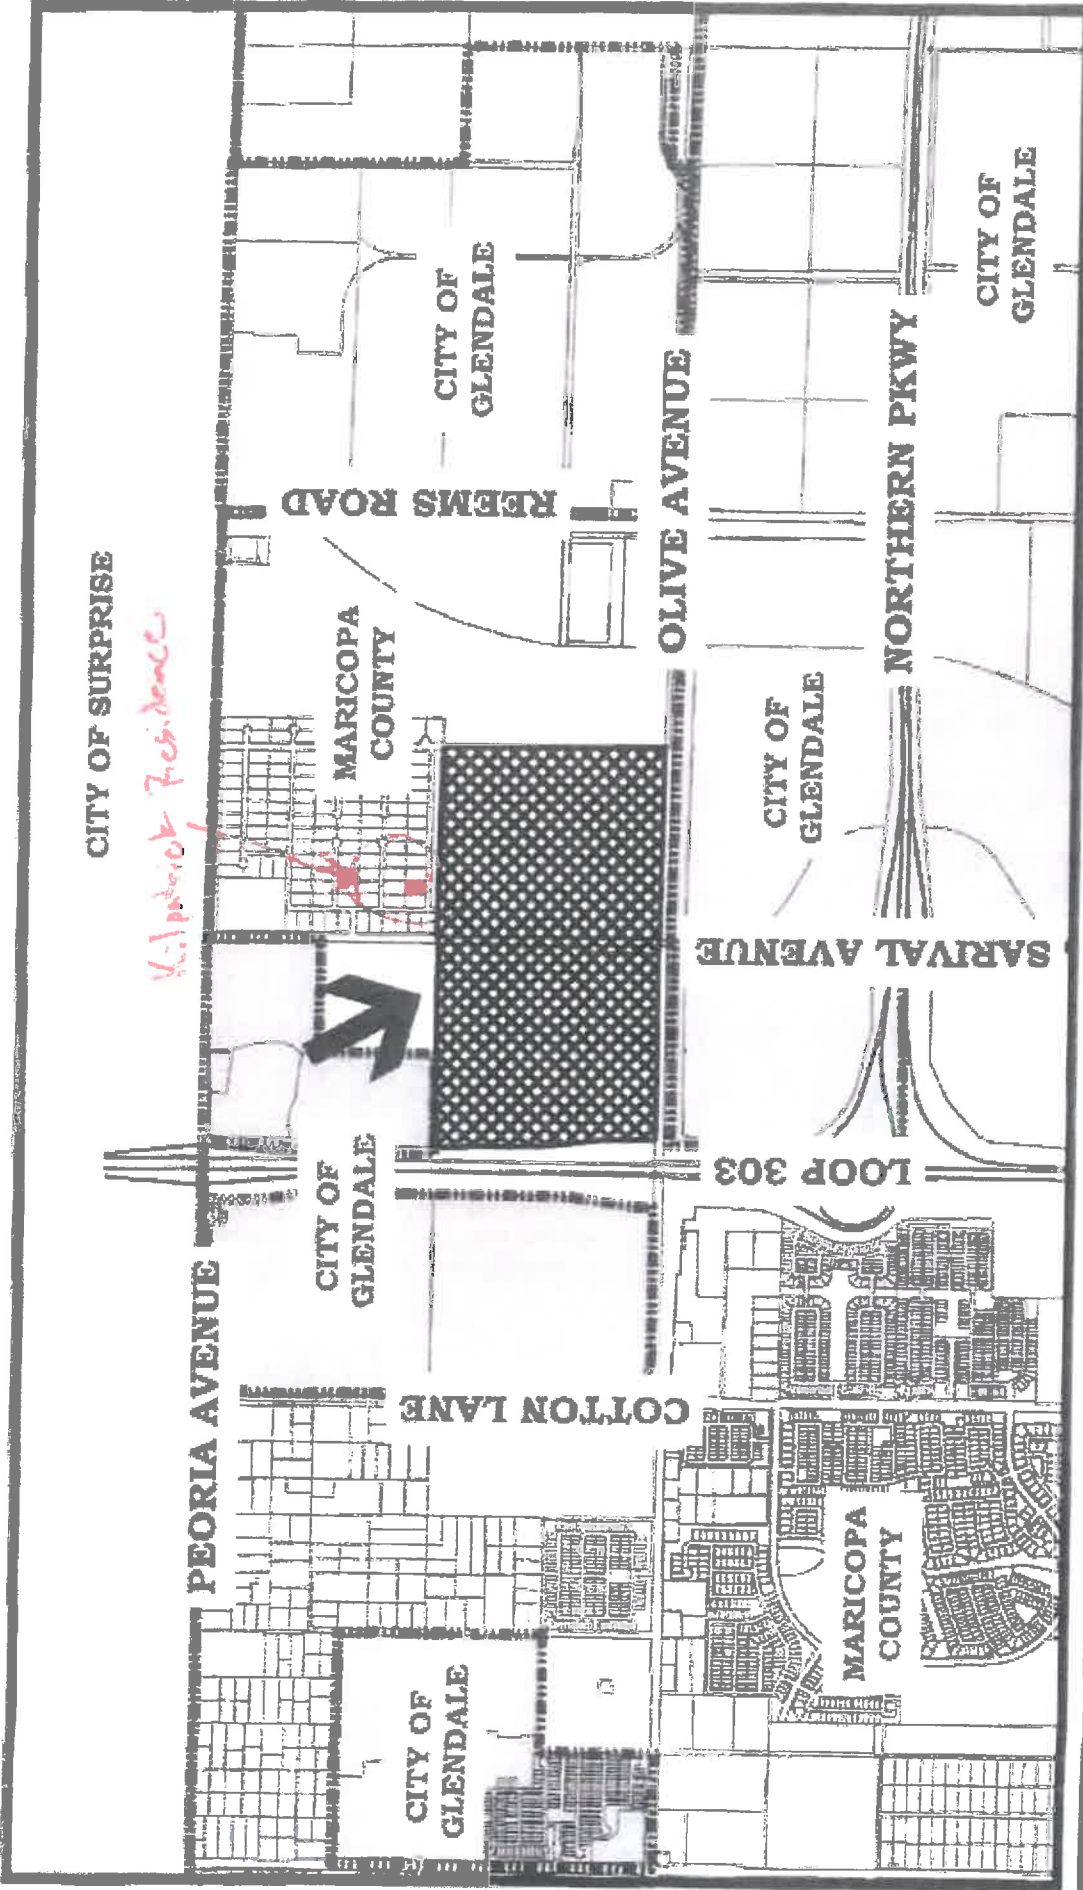 CITY OF SURPRISE
Kilpatrick Residence
PEORIA AVENUE
REEMS ROAD
MARICOPA
COUNTY
CITY OF
GLENDALE
CITY OF
GLENDALE
CITY OF
GLENDALE
COTTON LANE
OLIVE AVENUE
LOOP 303
SARIVAL AVENUE
CITY OF
GLENDALE
MARICOPA
COUNTY
NORTHERN PKWY
CITY OF
GLENDALE